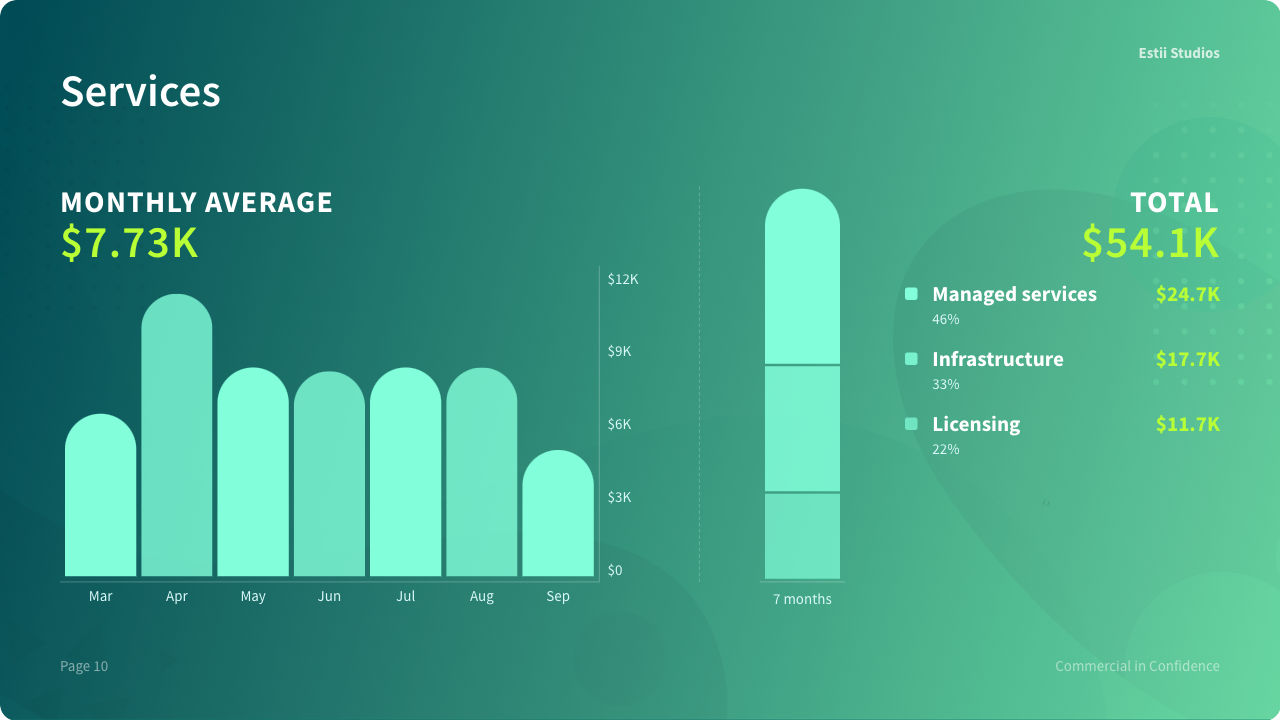 Estii Studios
Services
MONTHLY AVERAGE
$7.73K
$12K
$9K
$6K
$3K
$0
Mar Apr May Jun Jul Aug Sep
7 months
TOTAL
$54.1K
Managed services $24.7K
46%
Infrastructure $17.7K
33%
Licensing $11.7K
22%
Page 10
Commercial in Confidence